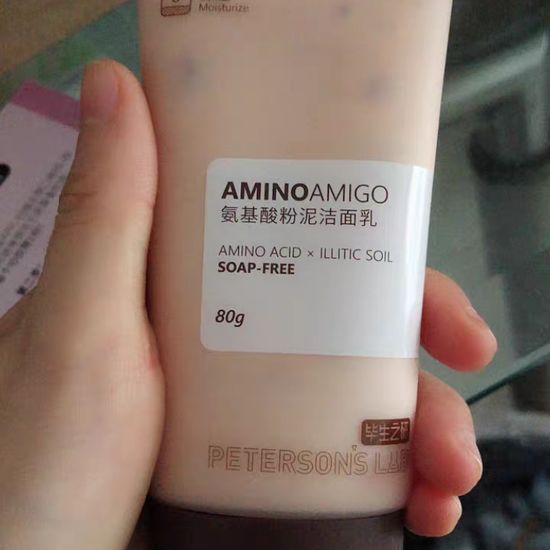 Moisturize
AMINOAMIGO
氨基酸粉泥洁面乳
AMINO ACID × ILLITIC SOIL
SOAP-FREE
80g
毕生之研
PETERSON'S LAB